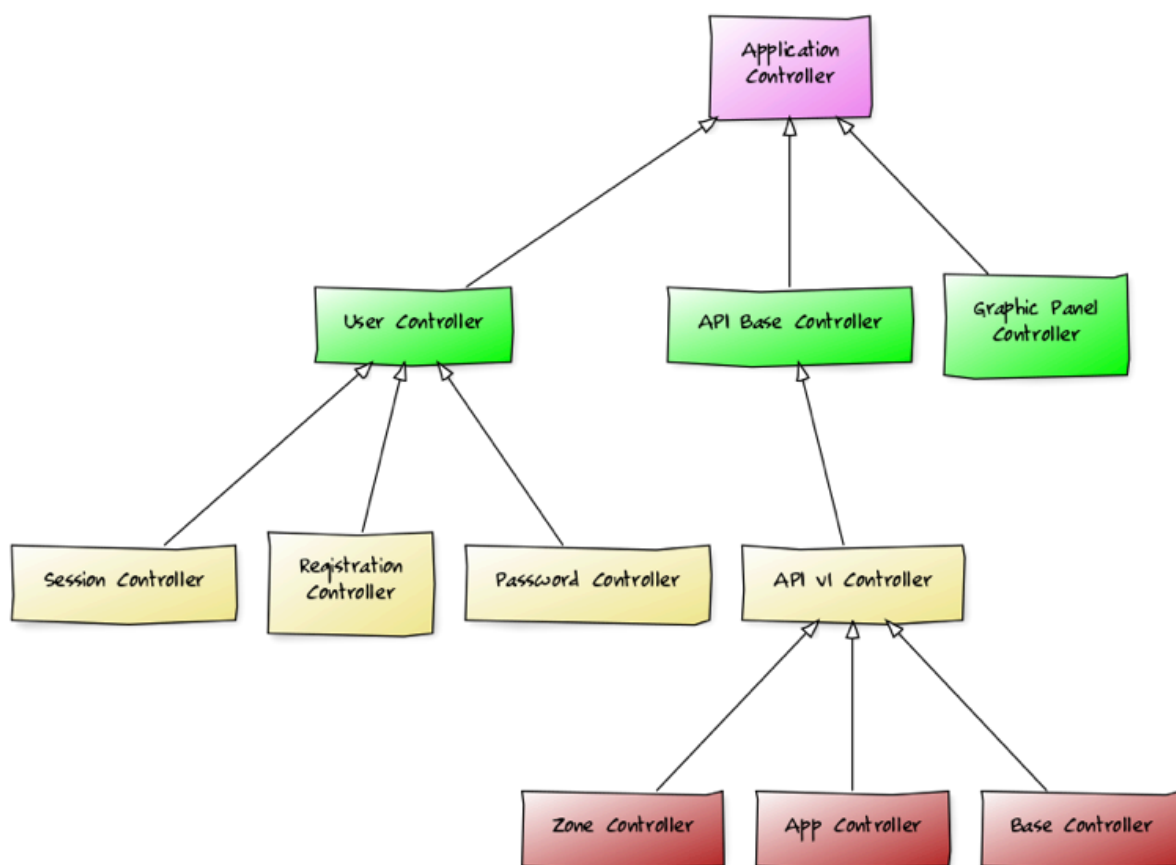 Application
Controller
User Controller
API Base Controller
Graphic Panel
Controller
Session Controller
Registration
Controller
Password Controller
API v1 Controller
Zone Controller
App Controller
Base Controller